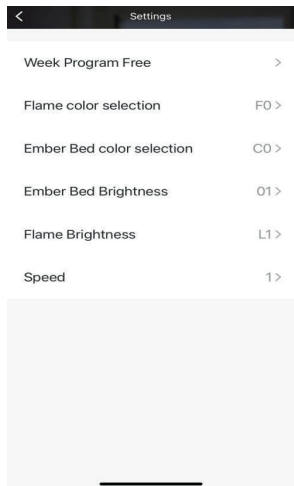 Settings
Week Program Free >
Flame color selection F0 >
Ember Bed color selection C0 >
Ember Bed Brightness 01 >
Flame Brightness L1 >
Speed 1 >